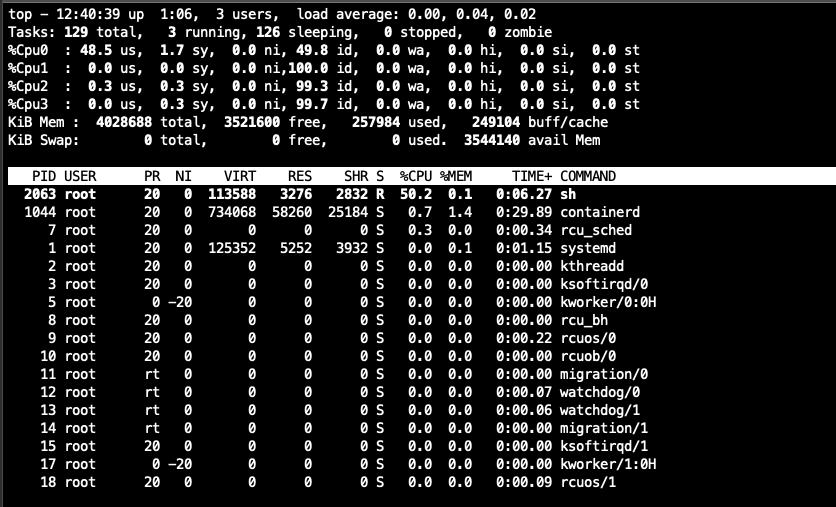 top - 12:40:39 up  1:06,  3 users,  load average: 0.00, 0.04, 0.02
Tasks: 129 total,   3 running, 126 sleeping,   0 stopped,   0 zombie
%Cpu0  : 48.5 us,  1.7 sy,  0.0 ni, 49.8 id,  0.0 wa,  0.0 hi,  0.0 si,  0.0 st
%Cpu1  :  0.0 us,  0.0 sy,  0.0 ni,100.0 id,  0.0 wa,  0.0 hi,  0.0 si,  0.0 st
%Cpu2  :  0.3 us,  0.3 sy,  0.0 ni, 99.3 id,  0.0 wa,  0.0 hi,  0.0 si,  0.0 st
%Cpu3  :  0.0 us,  0.3 sy,  0.0 ni, 99.7 id,  0.0 wa,  0.0 hi,  0.0 si,  0.0 st
KiB Mem :  4028688 total,  3521600 free,   257984 used,   249104 buff/cache
KiB Swap:        0 total,        0 free,        0 used.  3544140 avail Mem
PID USER      PR  NI    VIRT    RES    SHR S  %CPU %MEM     TIME+ COMMAND
2063 root      20   0  113588   3276   2832 R  50.2  0.1   0:06.27 sh
1044 root      20   0  734068  58260  25184 S   0.7  1.4   0:29.89 containerd
7 root      20   0       0      0      0 S   0.3  0.0   0:00.34 rcu_sched
1 root      20   0  125352   5252   3932 S   0.0  0.1   0:01.15 systemd
2 root      20   0       0      0      0 S   0.0  0.0   0:00.00 kthreadd
3 root      20   0       0      0      0 S   0.0  0.0   0:00.00 ksoftirqd/0
5 root       0 -20       0      0      0 S   0.0  0.0   0:00.00 kworker/0:0H
8 root      20   0       0      0      0 S   0.0  0.0   0:00.00 rcu_bh
9 root      20   0       0      0      0 S   0.0  0.0   0:00.22 rcuos/0
10 root      20   0       0      0      0 S   0.0  0.0   0:00.00 rcuob/0
11 root      rt   0       0      0      0 S   0.0  0.0   0:00.00 migration/0
12 root      rt   0       0      0      0 S   0.0  0.0   0:00.07 watchdog/0
13 root      rt   0       0      0      0 S   0.0  0.0   0:00.06 watchdog/1
14 root      rt   0       0      0      0 S   0.0  0.0   0:00.00 migration/1
15 root      20   0       0      0      0 S   0.0  0.0   0:00.00 ksoftirqd/1
17 root       0 -20       0      0      0 S   0.0  0.0   0:00.00 kworker/1:0H
18 root      20   0       0      0      0 S   0.0  0.0   0:00.09 rcuos/1